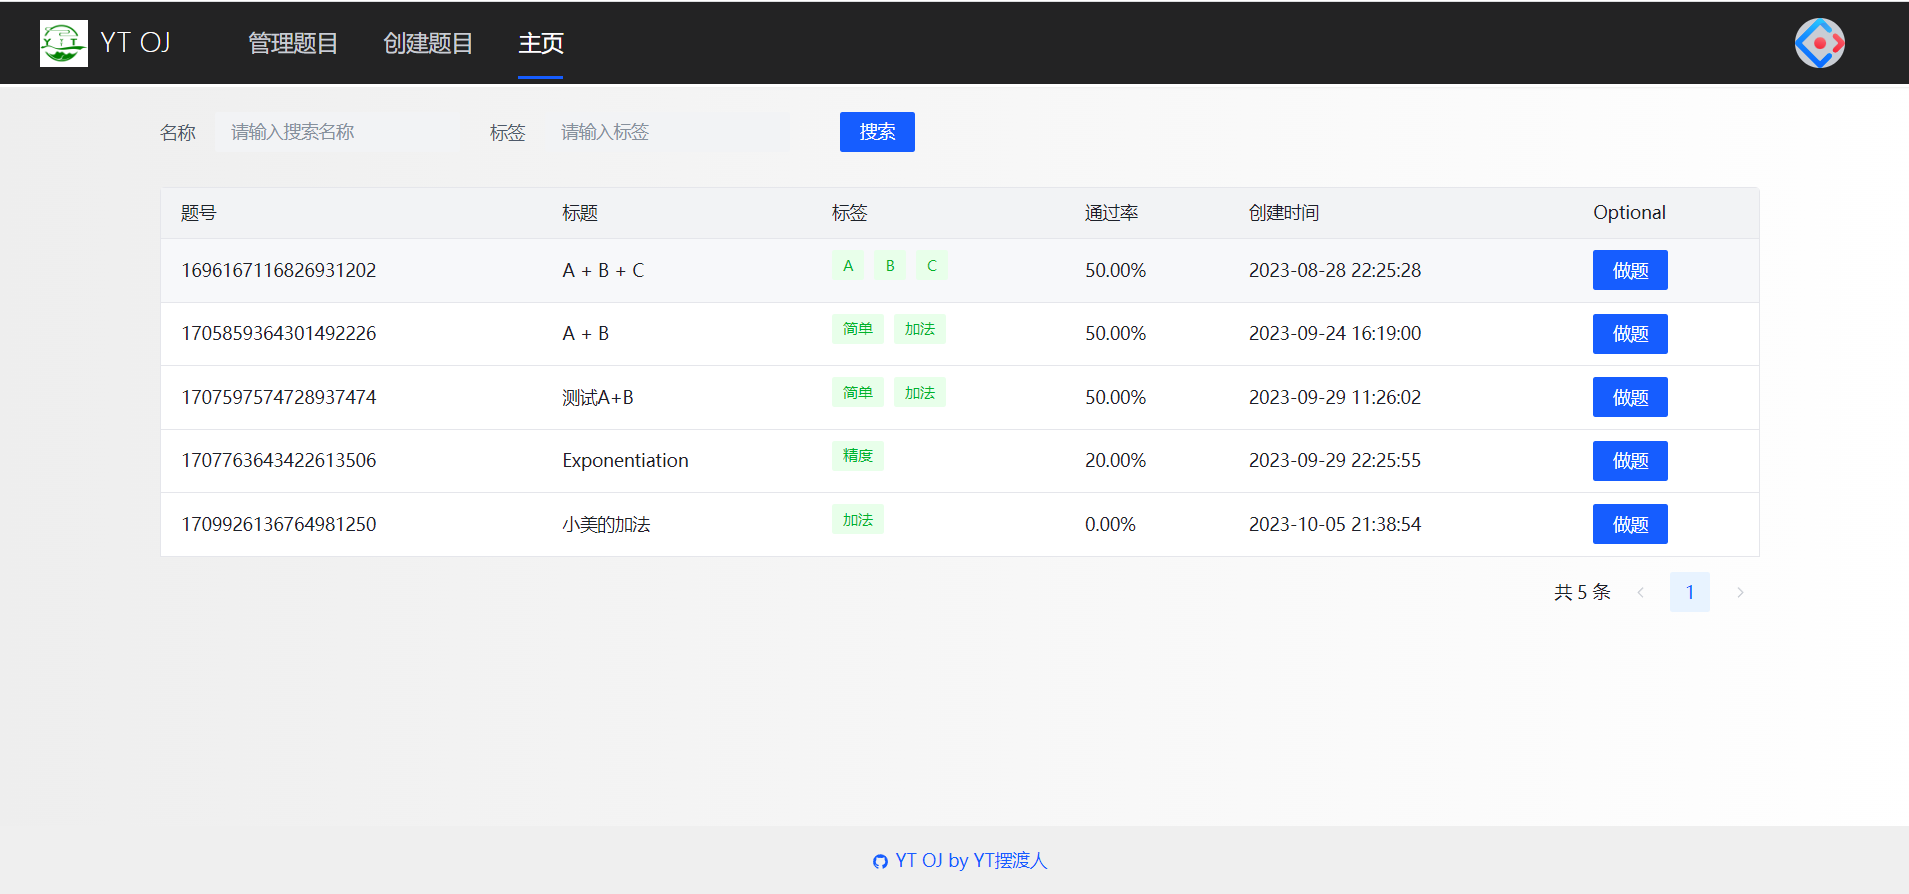 YIT YT OJ 管理题目 创建题目 主页
名称 请输入搜索名称 标签 请输入标签 搜索
题号 标题 标签 通过率 创建时间 Optional
1696167116826931202 A + B + C A B C 50.00% 2023-08-28 22:25:28 做题
1705859364301492226 A + B 简单 加法 50.00% 2023-09-24 16:19:00 做题
1707597574728937474 测试A+B 简单 加法 50.00% 2023-09-29 11:26:02 做题
1707763643422613506 Exponentiation 精度 20.00% 2023-09-29 22:25:55 做题
1709926136764981250 小美的加法 加法 0.00% 2023-10-05 21:38:54 做题
共 5 条 1
YT OJ by YT摆渡人